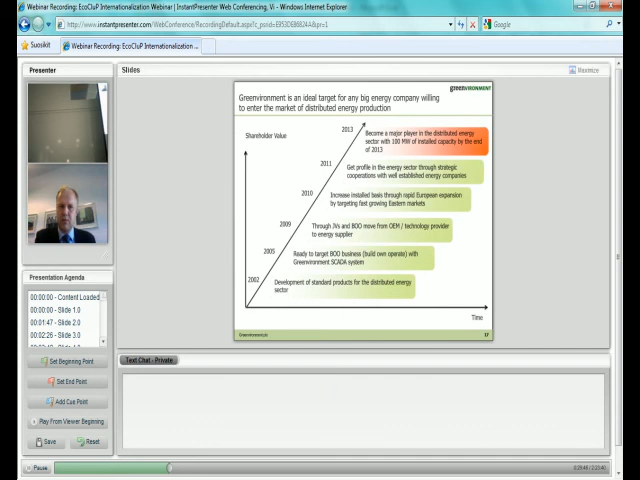 Webinar Recording: EcoCluP Internationalization Webinar | InstantPresenter Web Conferencing, Vi - Windows Internet Explorer
Google
Suosikit
Webinar Recording: EcoCluP Internationalization ...
Presenter
Slides
Maximize
greenvironment
Greenvironment is an ideal target for any big energy company willing
to enter the market of distributed energy production
Shareholder Value
2013
Become a major player in the distributed energy
sector with 100 MW of installed capacity by the end
of 2013
2011
Get profile in the energy sector through strategic
cooperations with well established energy companies
2010
Increase installed basis through rapid European expansion
by targeting fast growing Eastern markets
2009
Through JVs and BOO move from OEM / technology provider
to energy supplier
2005
Ready to target BOO business (build own operate) with
Greenvironment SCADA system
2002
Development of standard products for the distributed energy
sector
Time
17
Presentation Agenda
00:00:00 - Content Loaded
00:00:00 - Slide 1.0
00:01:47 - Slide 2.0
00:02:26 - Slide 3.0
Set Beginning Point
Set End Point
Add Cue Point
Play From Viewer Beginning
Save
Reset
Text Chat - Private
Pause